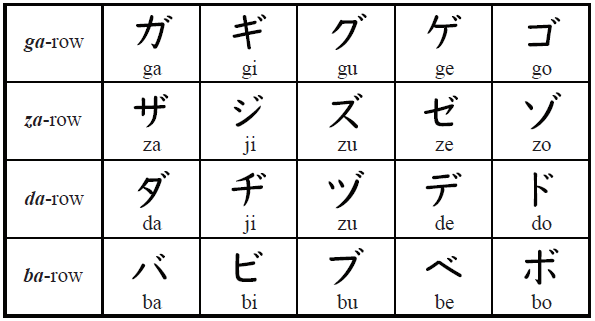 ga-row ガ ギ グ ゲ ゴ
ga gi gu ge go
za-row ザ ジ ズ ゼ ゾ
za ji zu ze zo
da-row ダ ヂ ヅ デ ド
da ji zu de do
ba-row バ ビ ブ ベ ボ
ba bi bu be bo